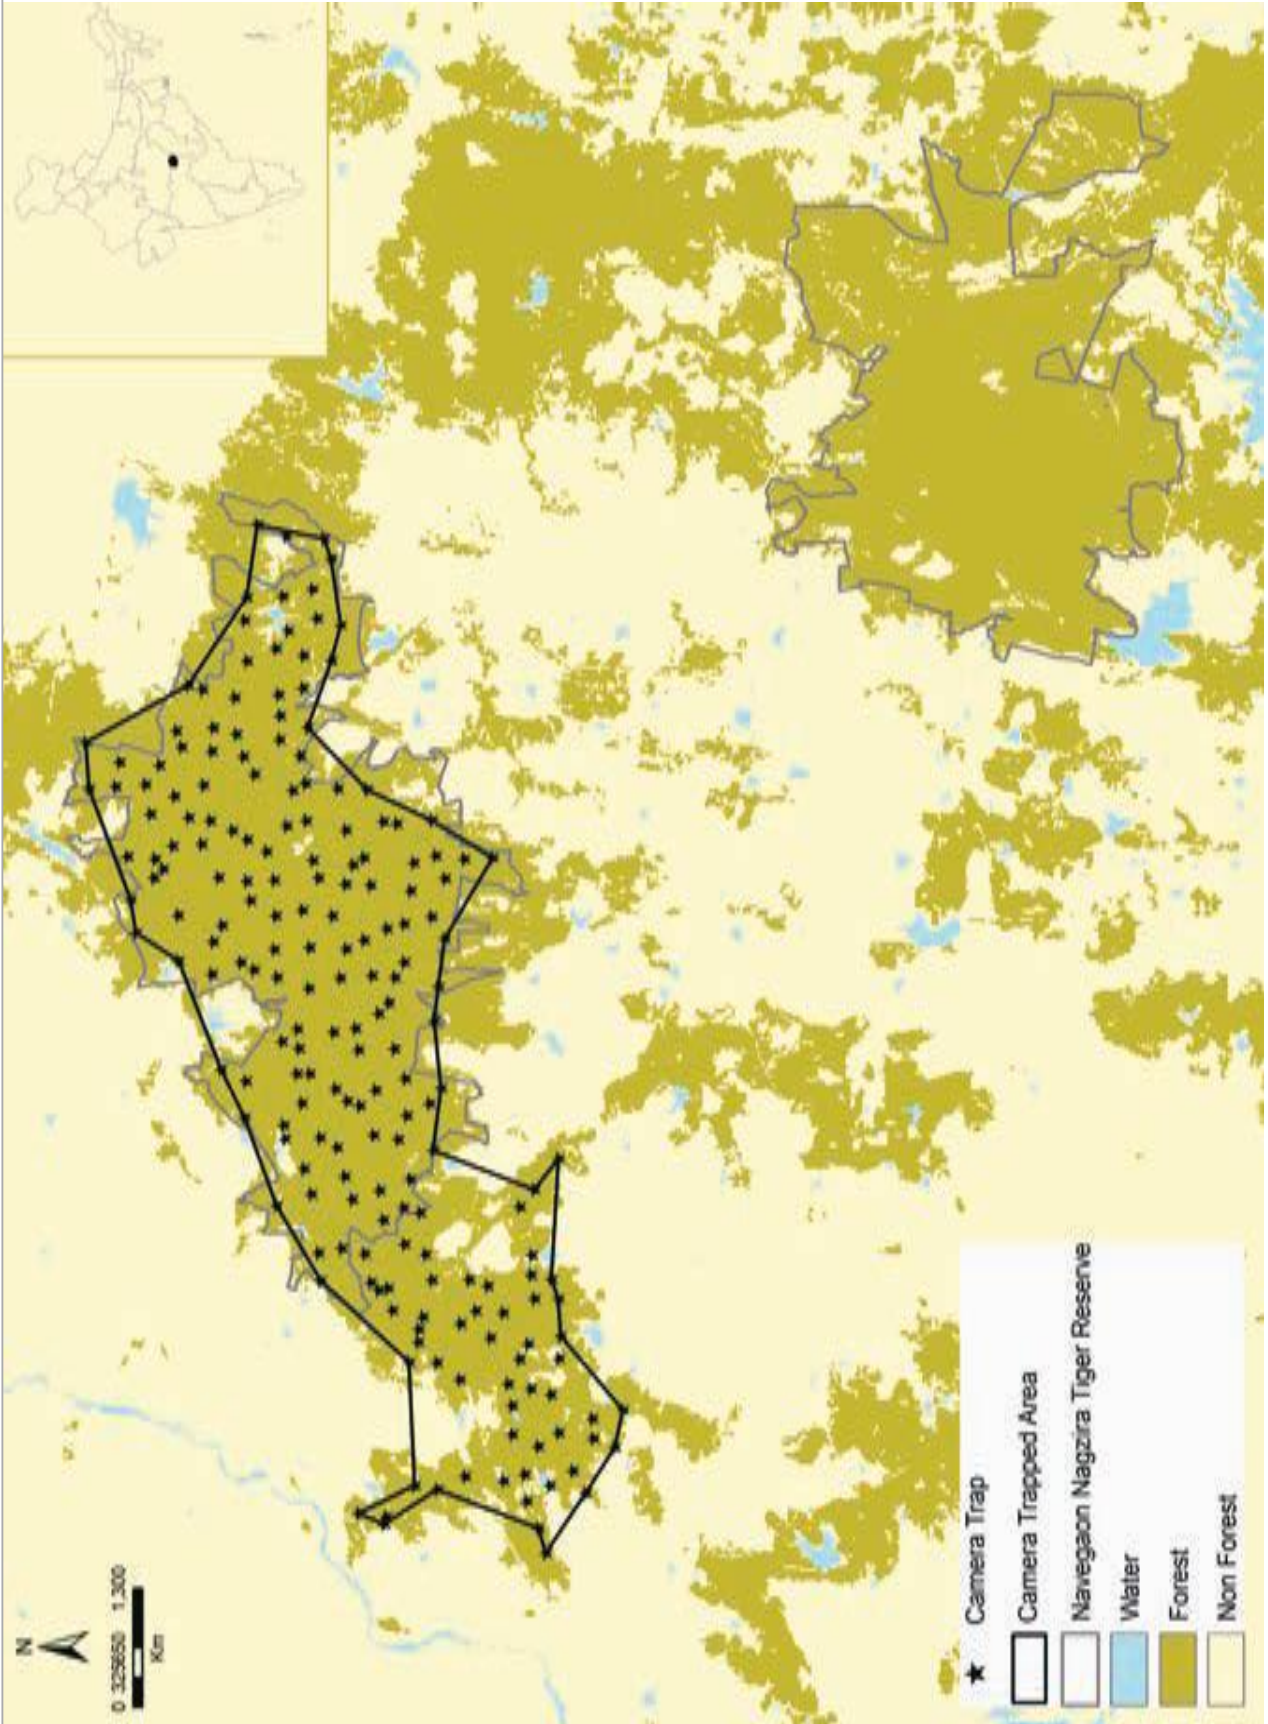 N
0 325650 1,300
Km
Camera Trap
Camera Trapped Area
Navegaon Nagzira Tiger Reserve
Water
Forest
Non Forest